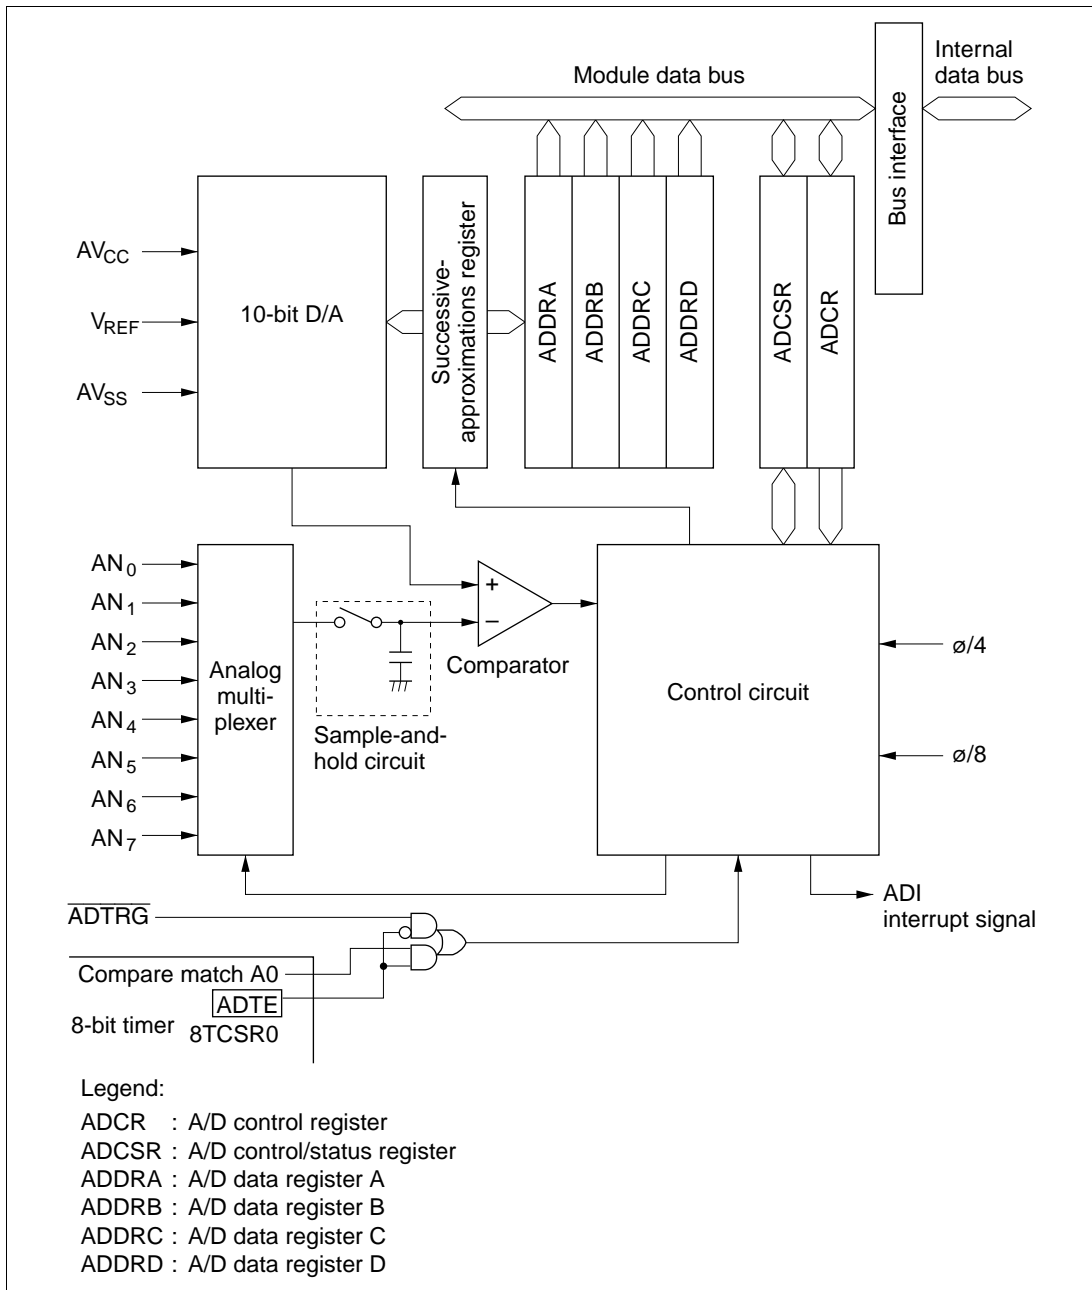 Module data bus
Internal
data bus
Bus interface
AVCC
VREF
AVSS
10-bit D/A
Successive-
approximations register
ADDRA
ADDRB
ADDRC
ADDRD
ADCSR
ADCR
AN0
AN1
AN2
AN3
AN4
AN5
AN6
AN7
Analog
multi-
plexer
Sample-and-
hold circuit
+
−
Comparator
Control circuit
ø/4
ø/8
ADI
interrupt signal
ADTRG
Compare match A0
ADTE
8-bit timer
8TCSR0
Legend:
ADCR : A/D control register
ADCSR : A/D control/status register
ADDRA : A/D data register A
ADDRB : A/D data register B
ADDRC : A/D data register C
ADDRD : A/D data register D